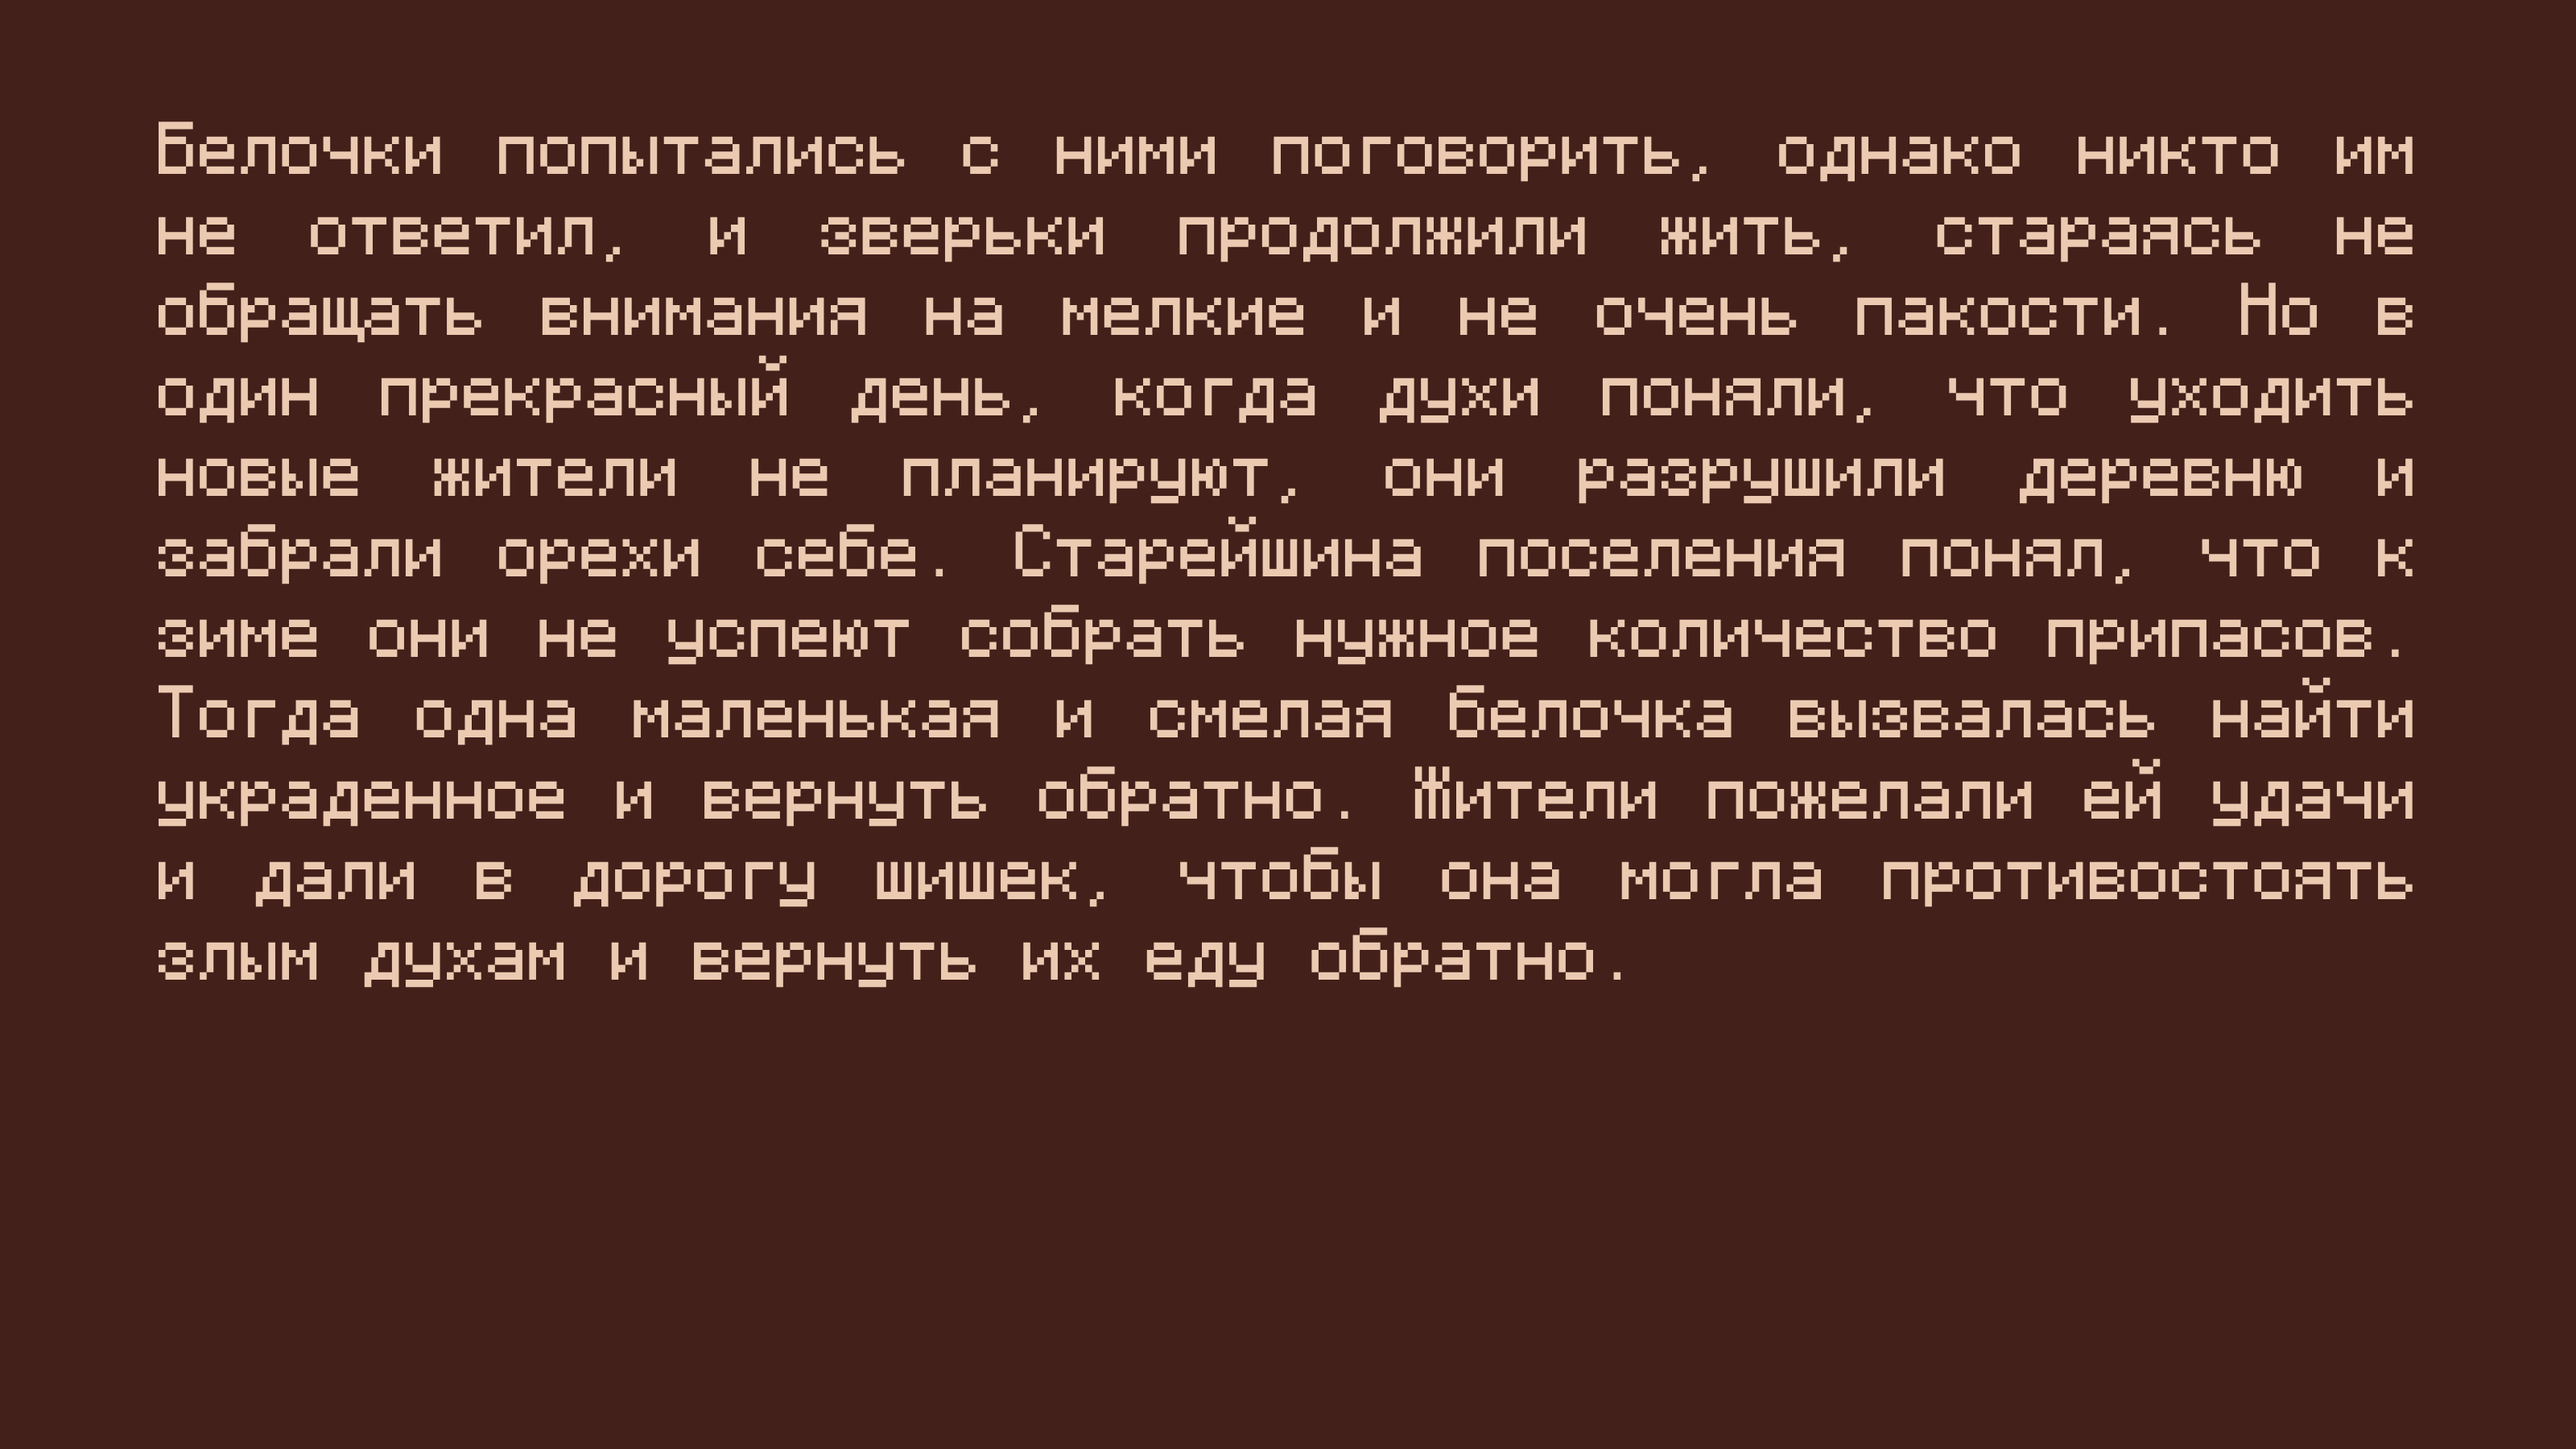 Белочки попытались с ними поговорить, однако никто им
не ответил, и зверьки продолжили жить, стараясь не
обращать внимания на мелкие и не очень пакости. Но в
один прекрасный день, когда духи поняли, что уходить
новые жители не планируют, они разрушили деревню и
забрали орехи себе. Старейшина поселения понял, что к
зиме они не успеют собрать нужное количество припасов.
Тогда одна маленькая и смелая белочка вызвалась найти
украденное и вернуть обратно. Жители пожелали ей удачи
и дали в дорогу шишек, чтобы она могла противостоять
злым духам и вернуть их еду обратно.